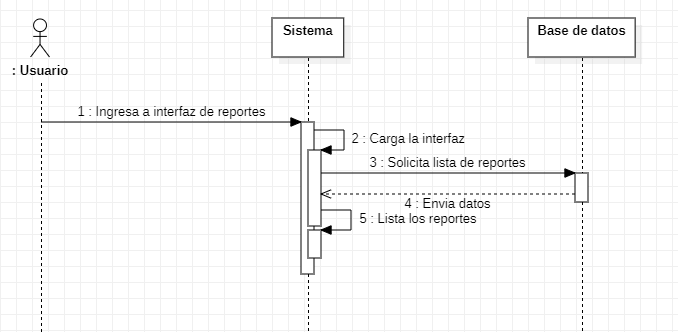 Sistema
Base de datos
: Usuario
1 : Ingresa a interfaz de reportes
2 : Carga la interfaz
3 : Solicita lista de reportes
4 : Envia datos
5 : Lista los reportes